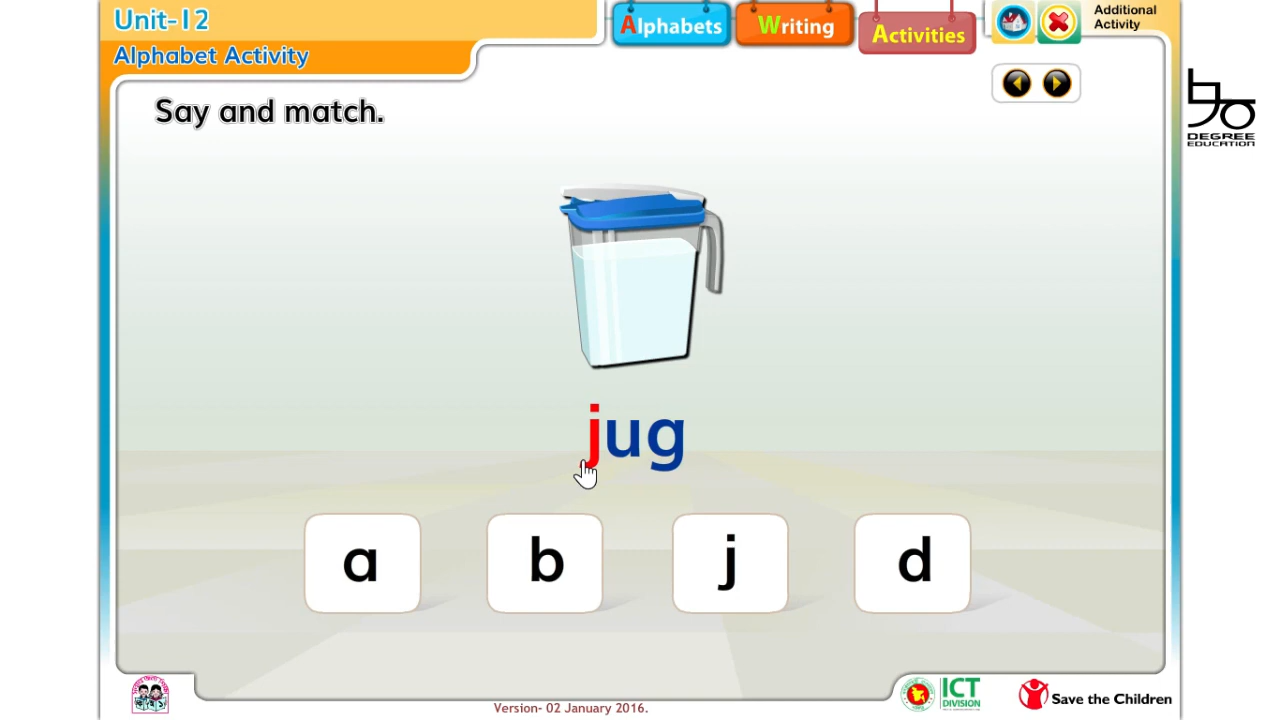 Unit-12
Alphabet Activity
Alphabets
Writing
Activities
Additional
Activity
DEGREE
EDUCATION
Say and match.
jug
a b j d
Version- 02 January 2016.
ICT
DIVISION
Save the Children